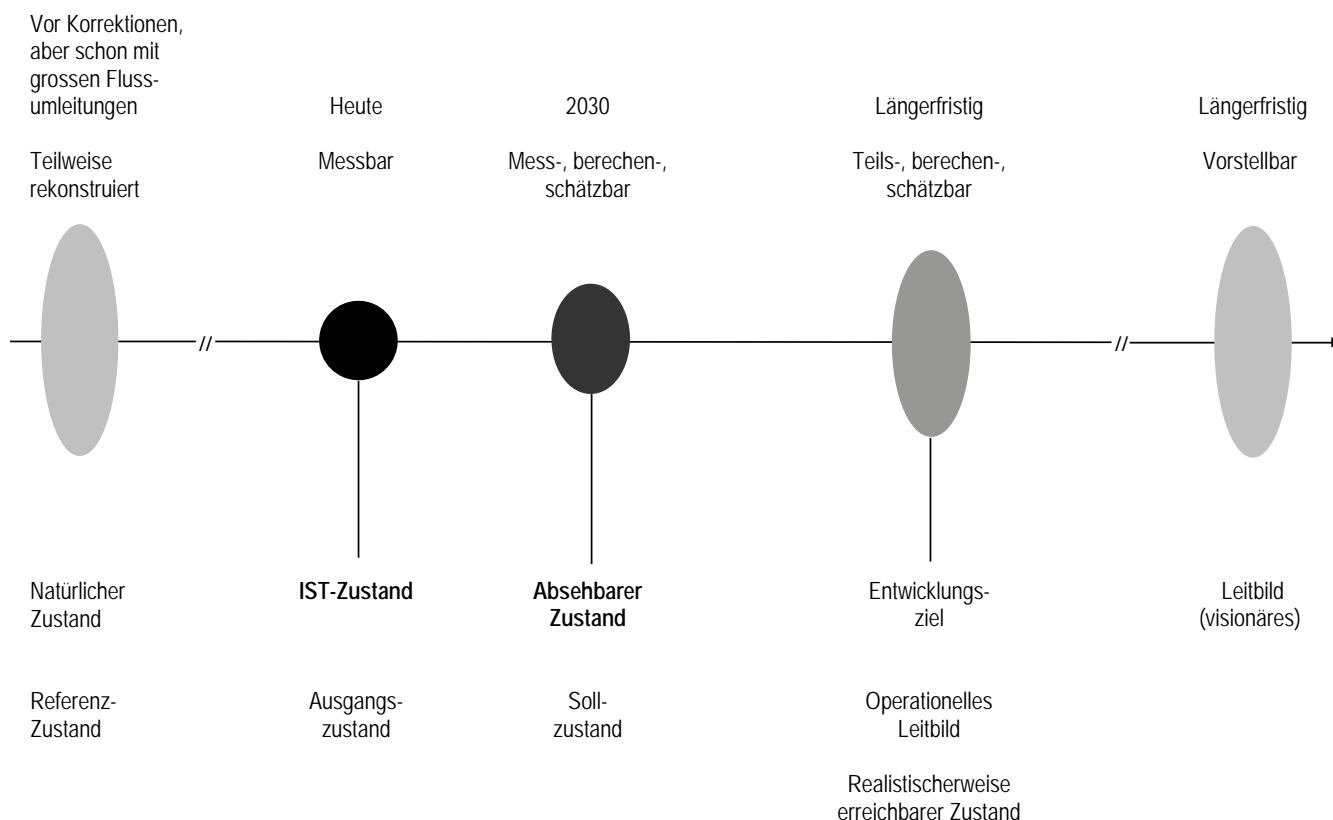 Vor Korrektionen,
aber schon mit
grossen Fluss-
umleitungen
Heute
2030
Längerfristig
Längerfristig
Teilweise
rekonstruiert
Messbar
Mess-, berechen-,
schätzbar
Teils-, berechen-,
schätzbar
Vorstellbar
//
//
Natürlicher
Zustand
IST-Zustand
Absehbarer
Zustand
Entwicklungs-
ziel
Leitbild
(visionäres)
Referenz-
Zustand
Ausgangs-
zustand
Soll-
zustand
Operationelles
Leitbild
Realistischerweise
erreichbarer Zustand